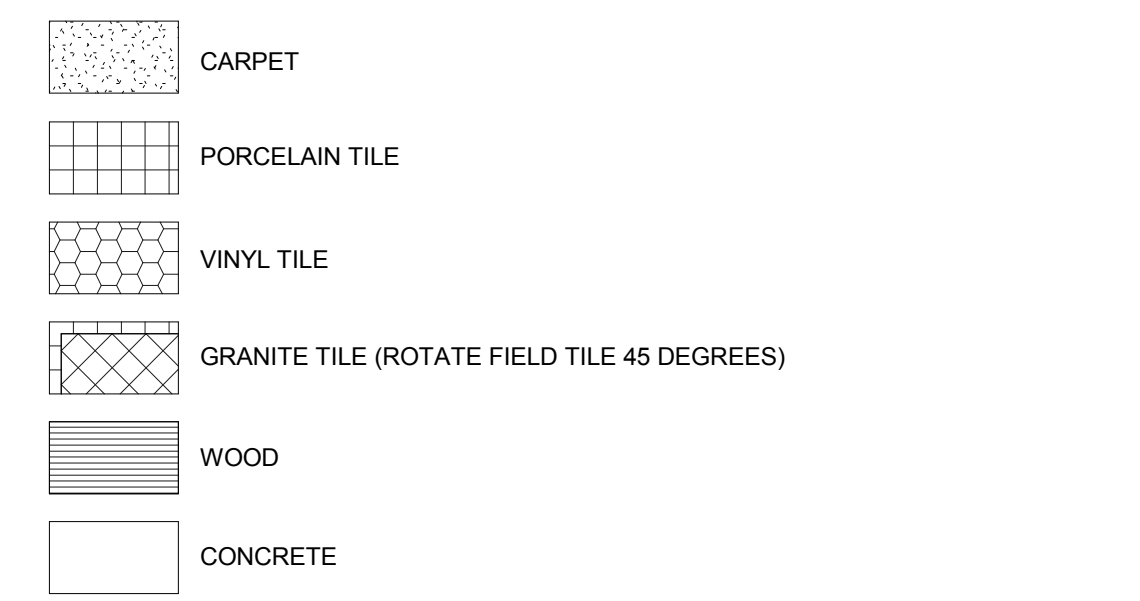 CARPET
PORCELAIN TILE
VINYL TILE
GRANITE TILE (ROTATE FIELD TILE 45 DEGREES)
WOOD
CONCRETE